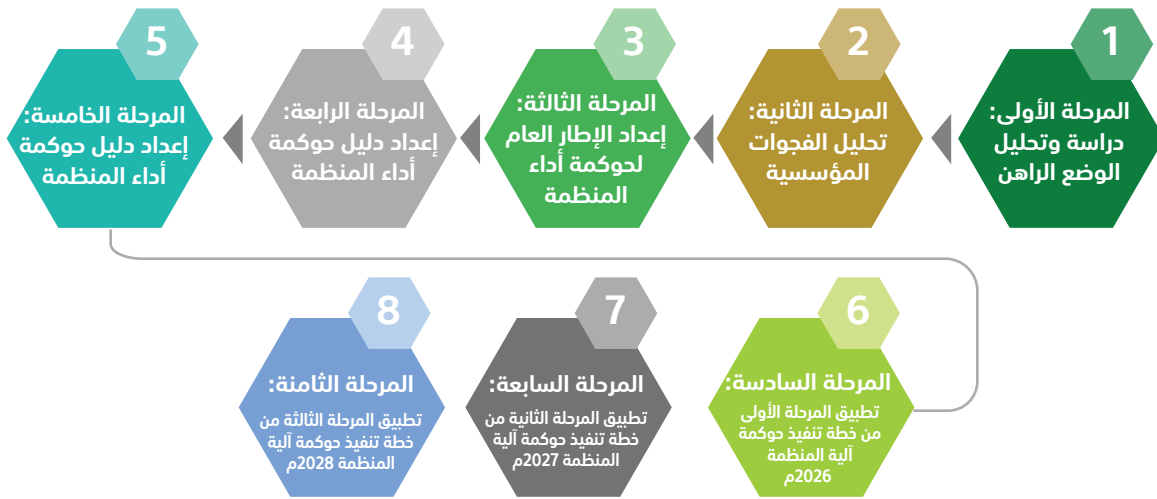 1
المرحلة الأولى:
دراسة وتحليل
الوضع الراهن
2
المرحلة الثانية:
تحليل الفجوات
المؤسسية
3
المرحلة الثالثة:
إعداد الإطار العام
لحوكمة أداء
المنظمة
4
المرحلة الرابعة:
إعداد دليل حوكمة
أداء المنظمة
5
المرحلة الخامسة:
إعداد دليل حوكمة
أداء المنظمة
6
المرحلة السادسة:
تطبيق المرحلة الأولى
من خطة تنفيذ حوكمة
آلية المنظمة
2026م
7
المرحلة السابعة:
تطبيق المرحلة الثانية من
خطة تنفيذ حوكمة آلية
المنظمة 2027م
8
المرحلة الثامنة:
تطبيق المرحلة الثالثة من
خطة تنفيذ حوكمة آلية
المنظمة 2028م